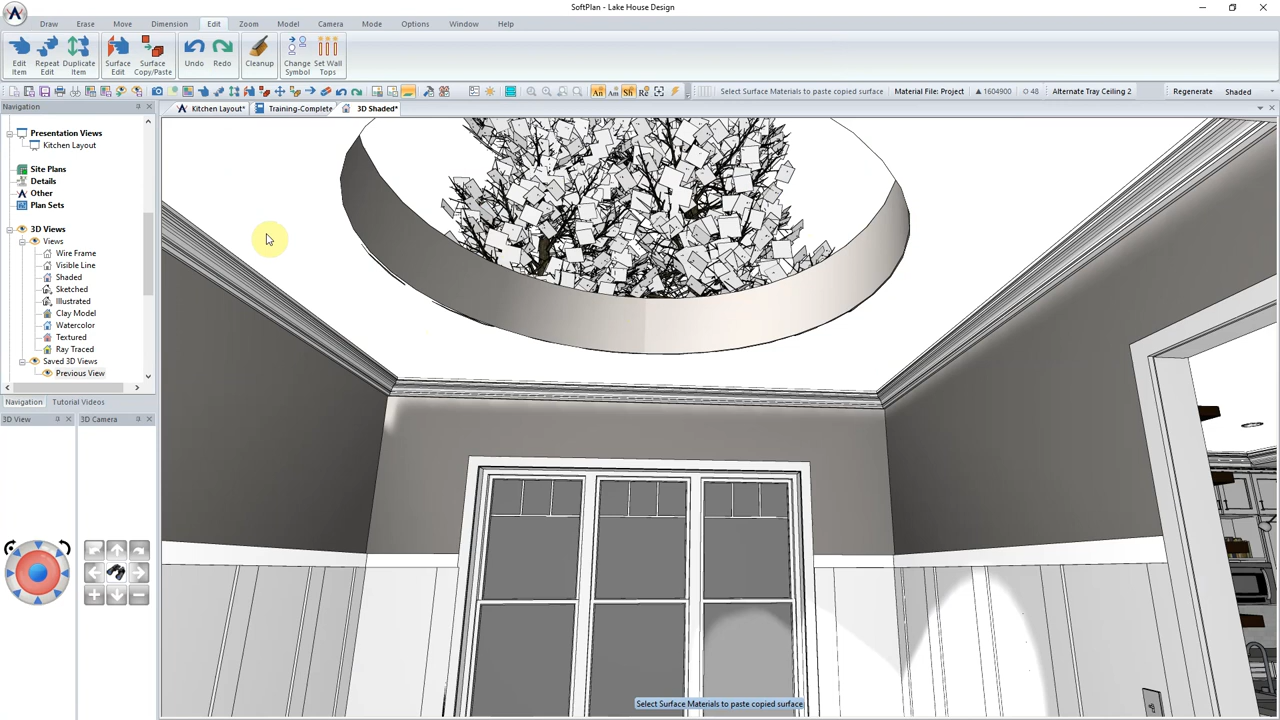 SoftPlan - Lake House Design
Draw Erase Move Dimension Edit Zoom Model Camera Mode Options Window Help
Edit Item
Repeat Edit
Duplicate Item
Surface Edit
Surface Copy/Paste
Undo
Redo
Cleanup
Change Symbol
Set Wall Tops
Select Surface Materials to paste copied surface Material File: Project 1604900 48 Alternate Tray Ceiling 2 Regenerate Shaded
Navigation
Kitchen Layout* Training-Complete 3D Shaded*
Presentation Views
Kitchen Layout
Site Plans
Details
Other
Plan Sets
3D Views
Views
Wire Frame
Visible Line
Shaded
Sketched
Illustrated
Clay Model
Watercolor
Textured
Ray Traced
Saved 3D Views
Previous View
Navigation Tutorial Videos
3D View 3D Camera
Select Surface Materials to paste copied surface